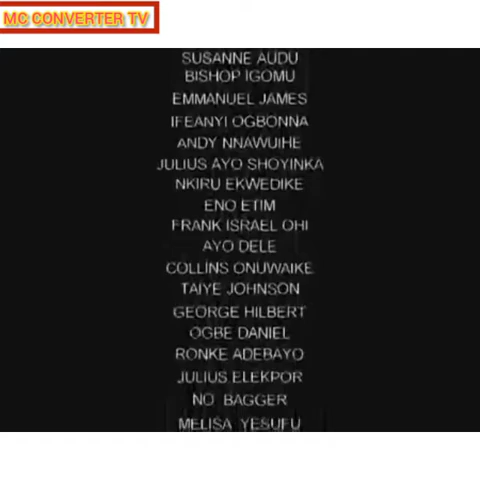 MC CONVERTER TV
SUSANNE AUDU
BISHOP IGOMU
EMMANUEL JAMES
IFEANYI OGBONNA
ANDY NNAWUIHE
JULIUS AYO SHOYINKA
NKIRU EKWEDIKE
ENO ETIM
FRANK ISRAEL OHI
AYO DELE
COLLINS ONUWAIKE
TAIYE JOHNSON
GEORGE HILBERT
OGBE DANIEL
RONKE ADEBAYO
JULIUS ELEKPOR
NO BAGGER
MELISA YESUFU